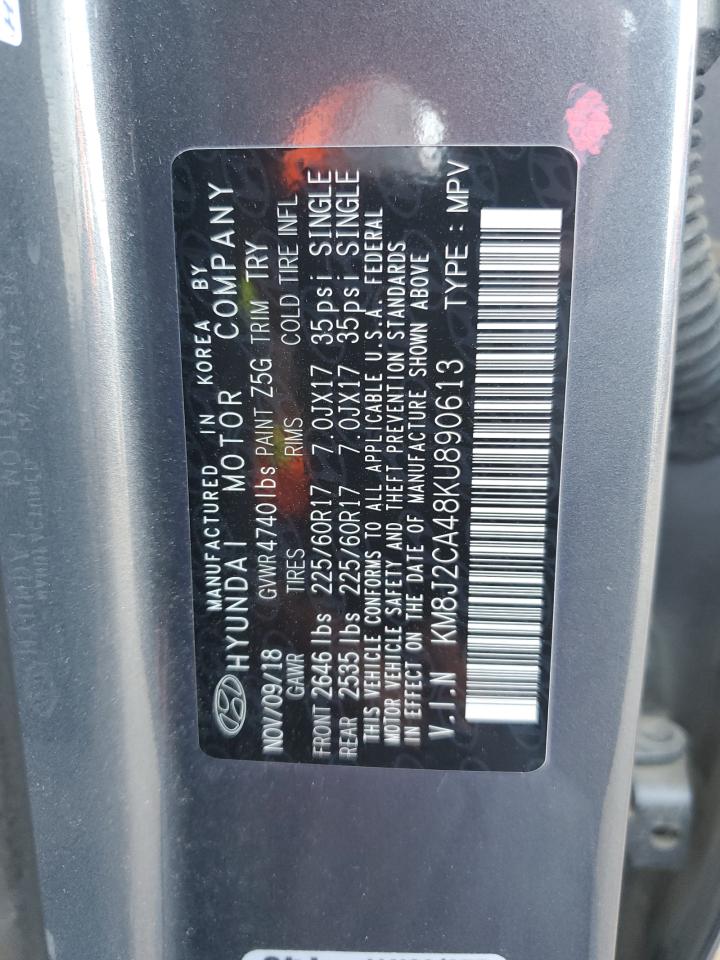 MANUFACTURED IN KOREA BY
HYUNDAI MOTOR COMPANY
NOV/09/18 GVWR 4740lbs PAINT Z5G TRIM TRY
GAWR TIRES RIMS COLD TIRE INFL
FRONT 2646 lbs 225/60R17 7.0JX17 35psi SINGLE
REAR 2535 lbs 225/60R17 7.0JX17 35psi SINGLE
THIS VEHICLE CONFORMS TO ALL APPLICABLE U.S.A. FEDERAL
MOTOR VEHICLE SAFETY AND THEFT PREVENTION STANDARDS
IN EFFECT ON THE DATE OF MANUFACTURE SHOWN ABOVE
V.I.N KM8J2CA48KU890613 TYPE : MPV